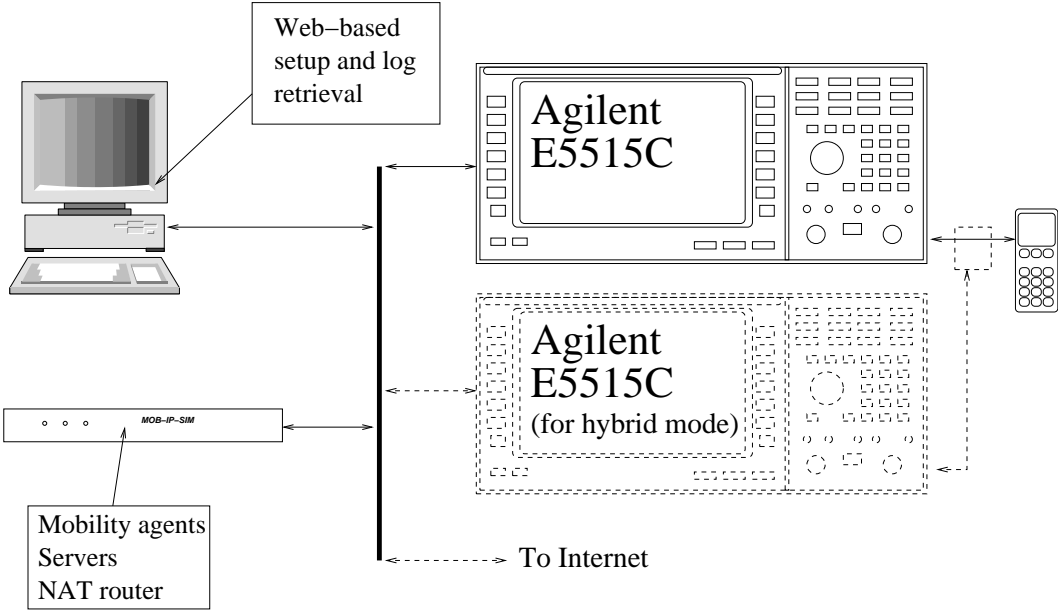 Web−based
setup and log
retrieval
Agilent
E5515C
Agilent
E5515C
(for hybrid mode)
MOB−IP−SIM
Mobility agents
Servers
NAT router
To Internet